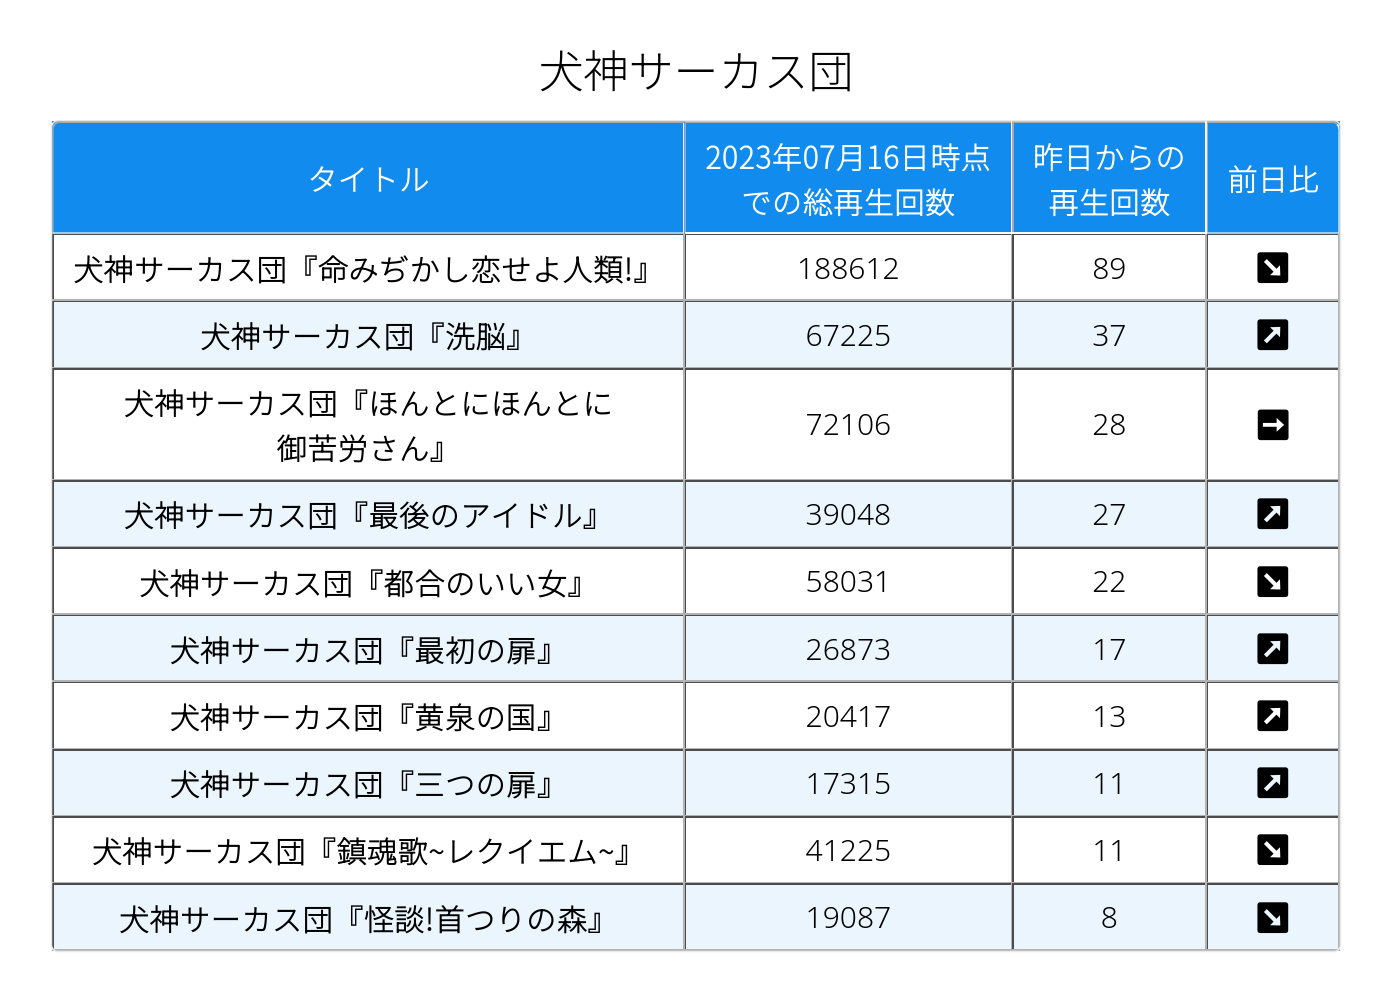 犬神サーカス団
タイトル
2023年07月16日時点
での総再生回数
昨日からの
再生回数
前日比
犬神サーカス団『命みぢかし恋せよ人類!』 188612 89 ↘
犬神サーカス団『洗脳』 67225 37 ↗
犬神サーカス団『ほんとにほんとに
御苦労さん』 72106 28 →
犬神サーカス団『最後のアイドル』 39048 27 ↗
犬神サーカス団『都合のいい女』 58031 22 ↘
犬神サーカス団『最初の扉』 26873 17 ↗
犬神サーカス団『黄泉の国』 20417 13 ↗
犬神サーカス団『三つの扉』 17315 11 ↗
犬神サーカス団『鎮魂歌~レクイエム~』 41225 11 ↘
犬神サーカス団『怪談!首つりの森』 19087 8 ↘